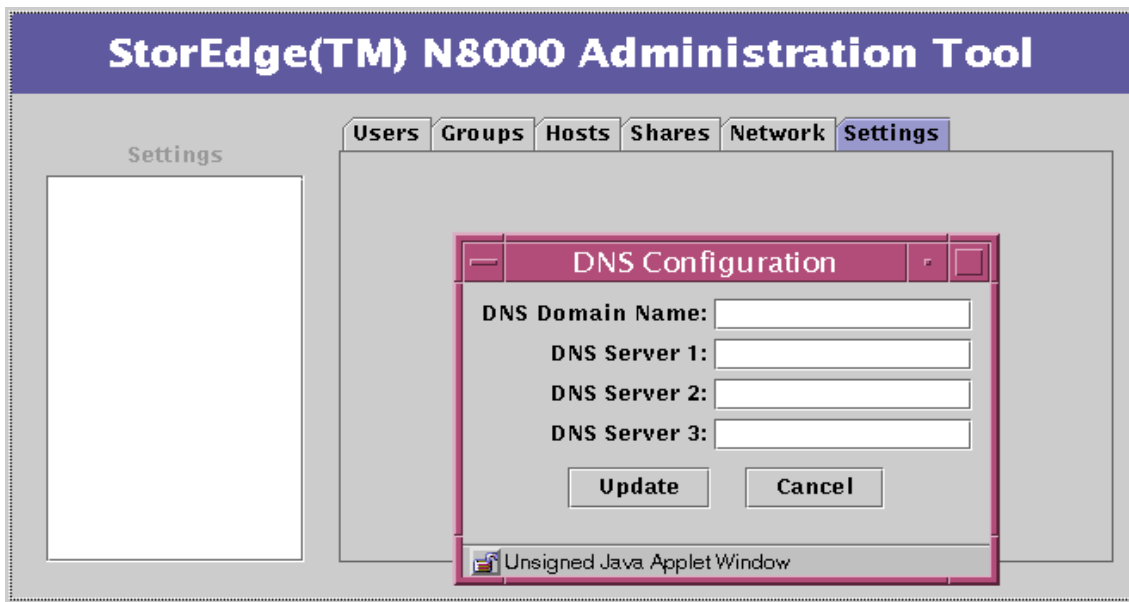 StorEdge(TM) N8000 Administration Tool
Users Groups Hosts Shares Network Settings
Settings
DNS Configuration
DNS Domain Name:
DNS Server 1:
DNS Server 2:
DNS Server 3:
Update Cancel
Unsigned Java Applet Window